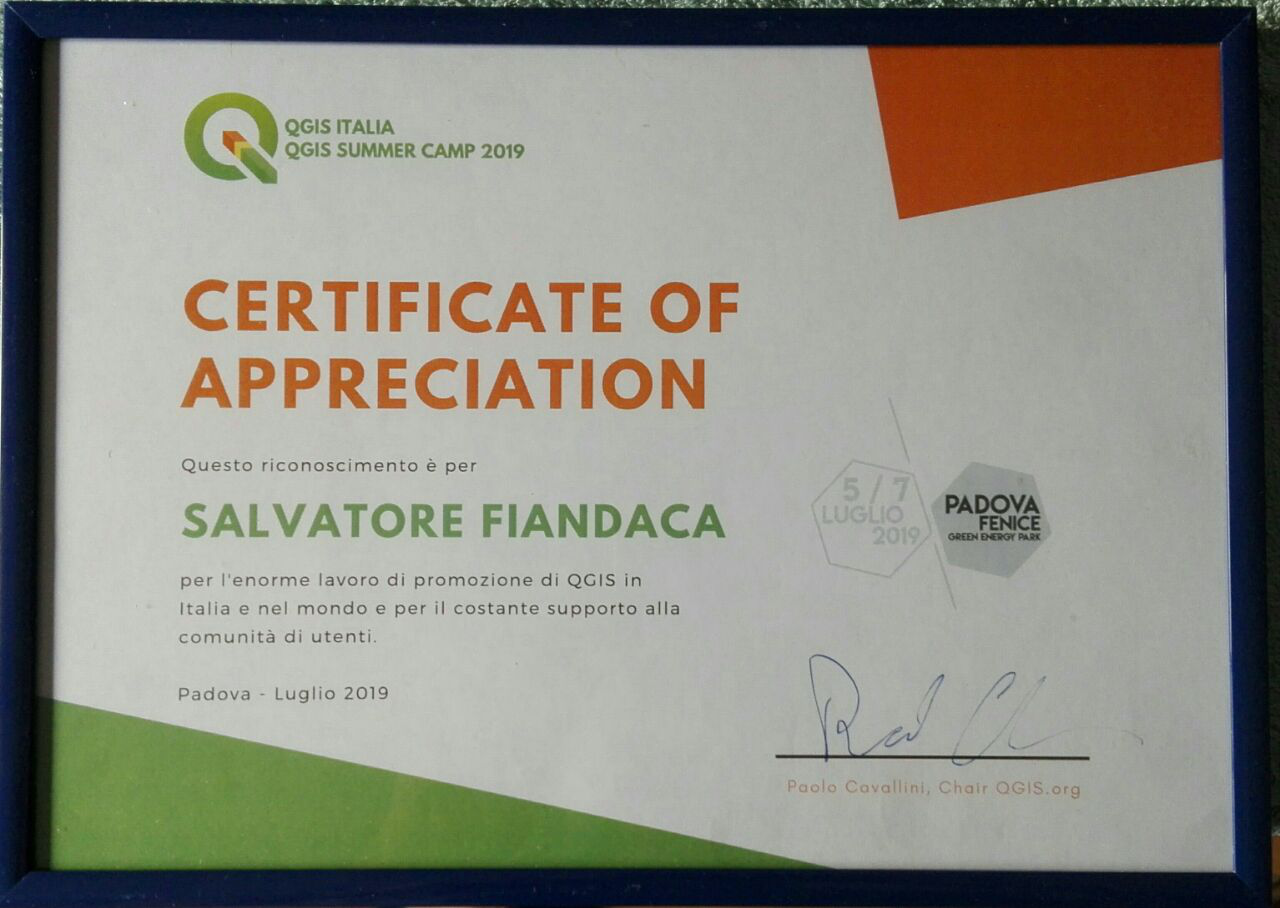 QGIS ITALIA
QGIS SUMMER CAMP 2019
CERTIFICATE OF
APPRECIATION
Questo riconoscimento è per
SALVATORE FIANDACA
per l'enorme lavoro di promozione di QGIS in
Italia e nel mondo e per il costante supporto alla
comunità di utenti.
Padova - Luglio 2019
5 / 7
LUGLIO
2019
PADOVA
FENICE
GREEN ENERGY PARK
Paolo Cavallini, Chair QGIS.org